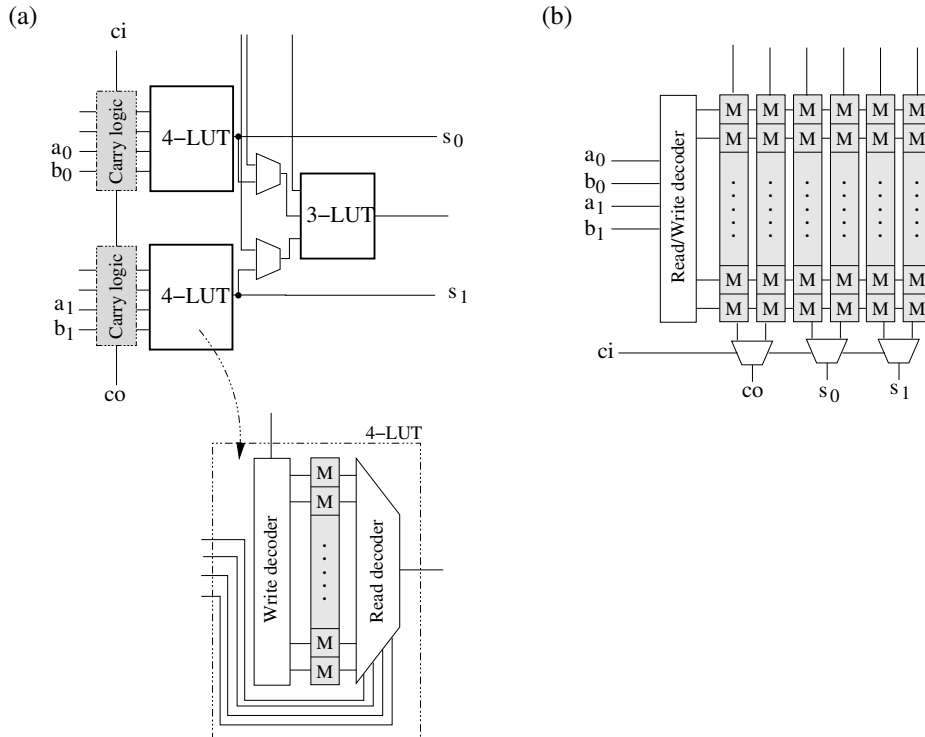 (a)
ci
Carry logic
a0
b0
4-LUT
s0
3-LUT
Carry logic
a1
b1
4-LUT
s1
co
4-LUT
Write decoder
M
M
M
M
Read decoder
(b)
a0
b0
a1
b1
Read/Write decoder
M M M M M M
M M M M M M
M M M M M M
M M M M M M
ci
co s0 s1